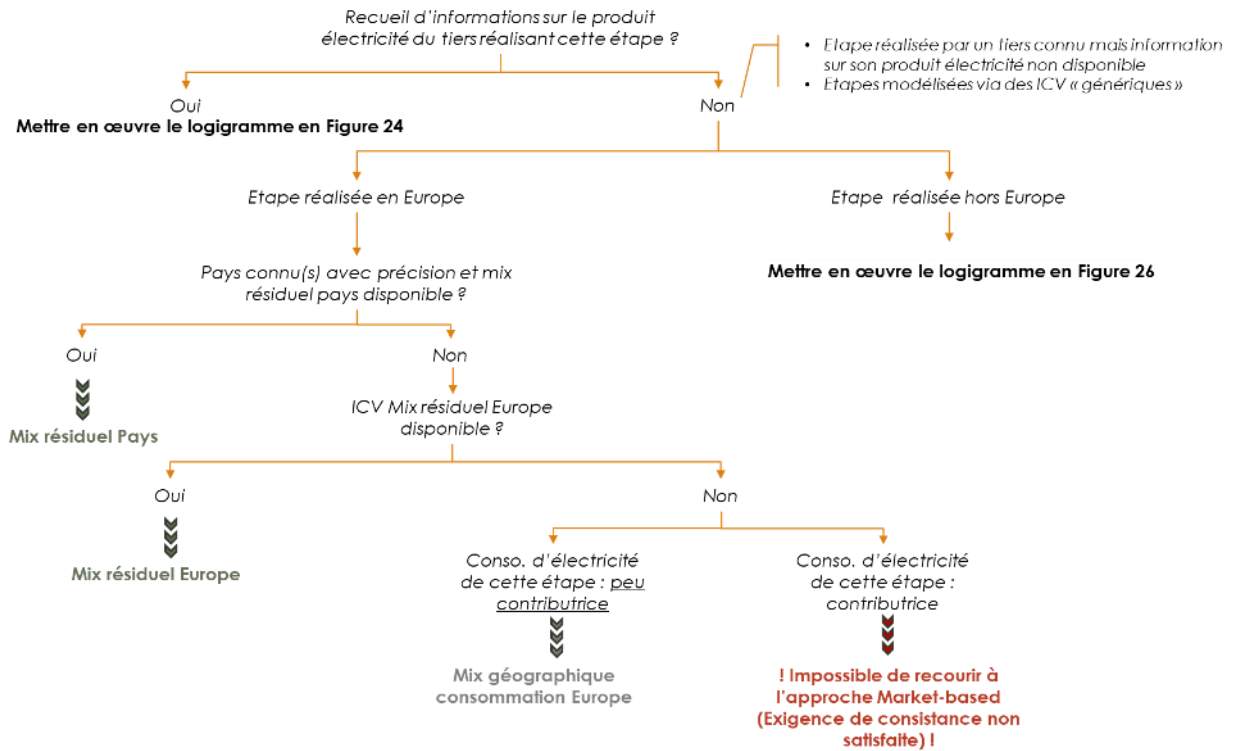 Recueil d'informations sur le produit
électricité du tiers réalisant cette étape ?
• Etape réalisée par un tiers connu mais information
sur son produit électricité non disponible
• Etapes modélisées via des ICV « génériques »
Oui
Non
Mettre en œuvre le logigramme en Figure 24
Etape réalisée en Europe
Etape réalisée hors Europe
Pays connu(s) avec précision et mix
résiduel pays disponible ?
Mettre en œuvre le logigramme en Figure 26
Oui
Non
Mix résiduel Pays
ICV Mix résiduel Europe
disponible ?
Oui
Non
Mix résiduel Europe
Conso. d'électricité
de cette étape : peu
contributrice
Conso. d'électricité
de cette étape :
contributrice
Mix géographique
consommation Europe
! Impossible de recourir à
l'approche Market-based
(Exigence de consistance non
satisfaite) !